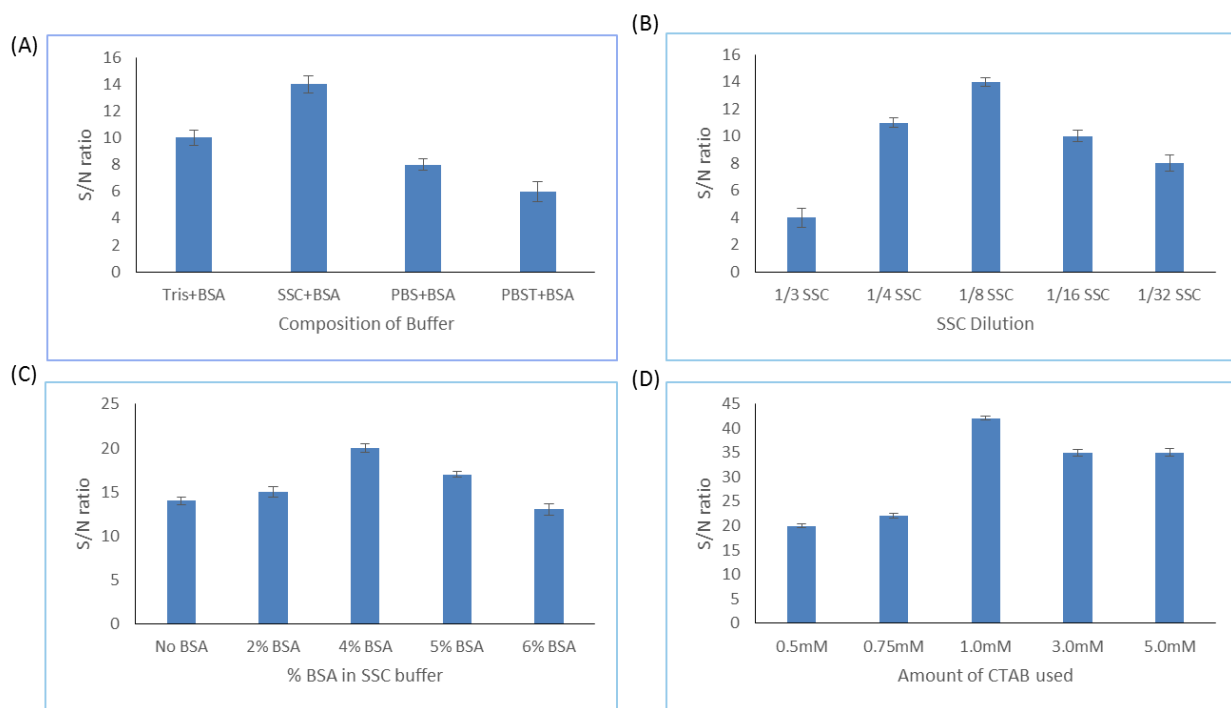 (A)
16
14
12
10
8
6
4
2
0
S/N ratio
Tris+BSA SSC+BSA PBS+BSA PBST+BSA
Composition of Buffer
(B)
16
14
12
10
8
6
4
2
0
S/N ratio
1/3 SSC 1/4 SSC 1/8 SSC 1/16 SSC 1/32 SSC
SSC Dilution
(C)
25
20
15
10
5
0
S/N ratio
No BSA 2% BSA 4% BSA 5% BSA 6% BSA
% BSA in SSC buffer
(D)
45
40
35
30
25
20
15
10
5
0
S/N ratio
0.5mM 0.75mM 1.0mM 3.0mM 5.0mM
Amount of CTAB used